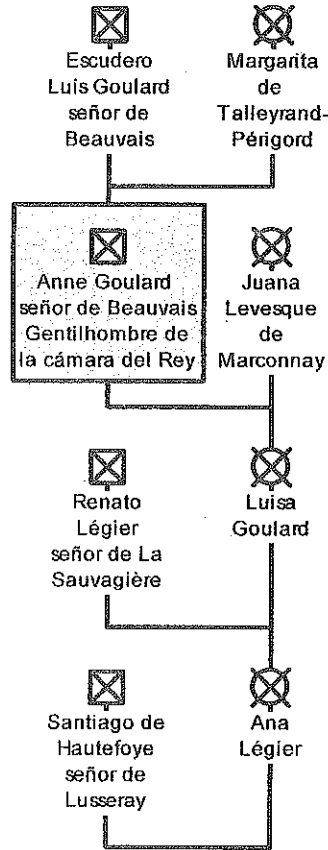 Escudero
Luis Goulard
señor de
Beauvais
Margarita
de
Talleyrand-
Périgord
Anne Goulard
señor de Beauvais
Gentilhombre de
la cámara del Rey
Juana
Levesque
de
Marconnay
Renato
Légier
señor de La
Sauvagière
Luisa
Goulard
Santiago de
Hautefoye
señor de
Lusseray
Ana
Légier